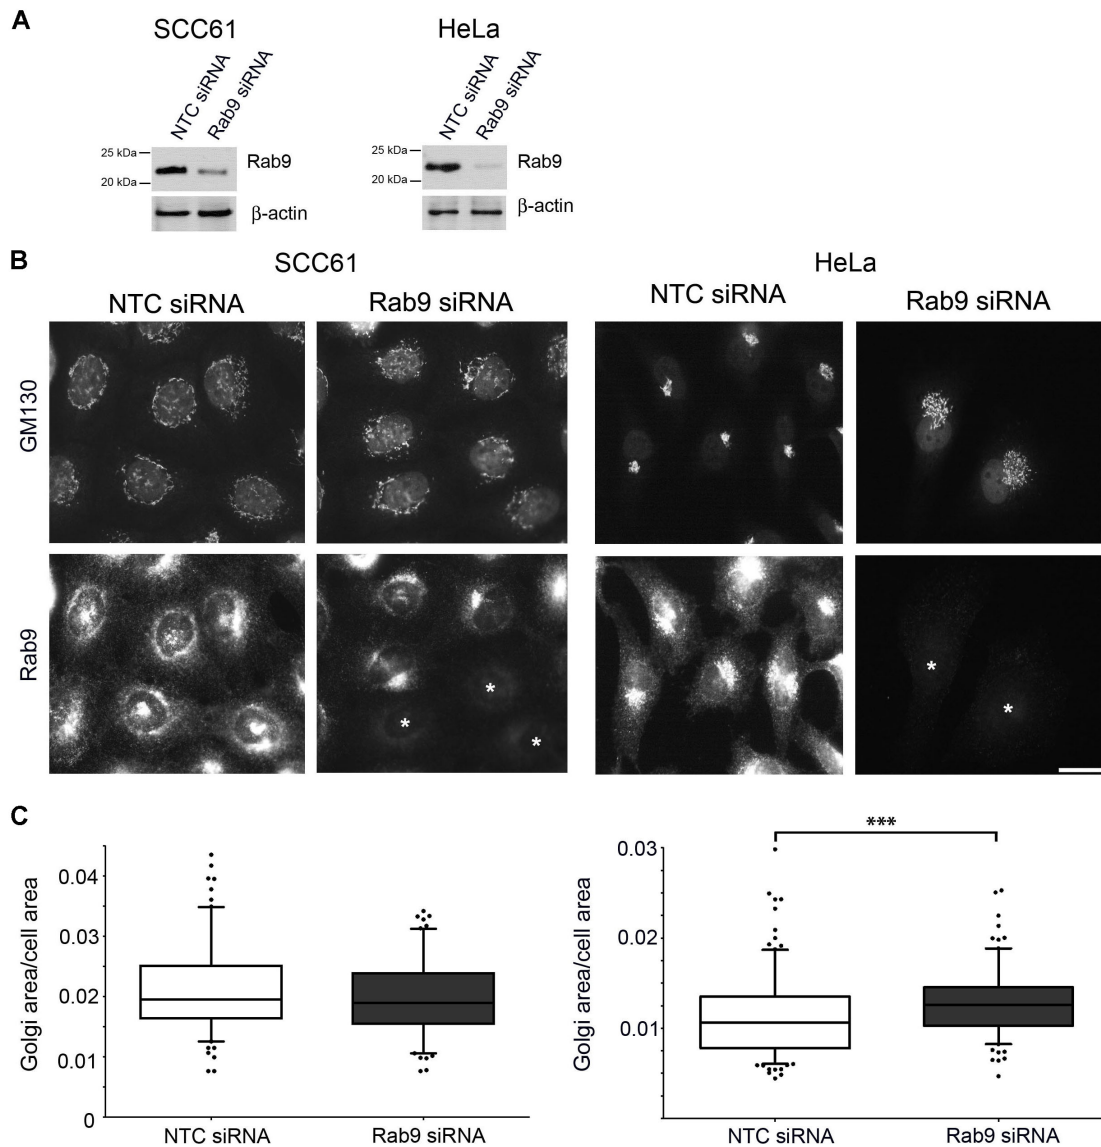 A
SCC61
HeLa
NTC siRNA
Rab9 siRNA
NTC siRNA
Rab9 siRNA
25 kDa
20 kDa
Rab9
β-actin
25 kDa
20 kDa
Rab9
β-actin
B
SCC61
HeLa
NTC siRNA
Rab9 siRNA
NTC siRNA
Rab9 siRNA
GM130
Rab9
*
*
*
*
*
C
***
Golgi area/cell area
0.04
0.03
0.02
0.01
0
NTC siRNA
Rab9 siRNA
Golgi area/cell area
0.03
0.02
0.01
NTC siRNA
Rab9 siRNA